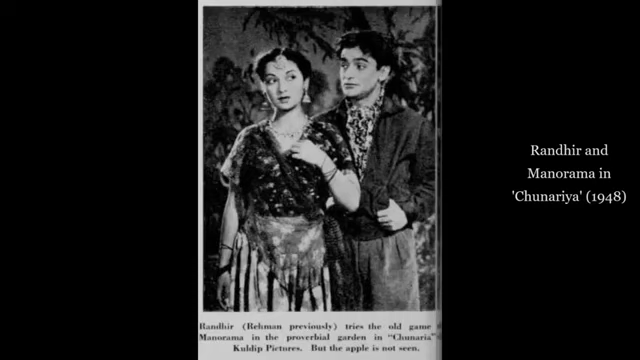 Randhir and
Manorama in
'Chunariya' (1948)
Randhir (Rehman previously) tries the old game
Manorama in the proverbial garden in "Chunaria"
Kuldip Pictures. But the apple is not seen.